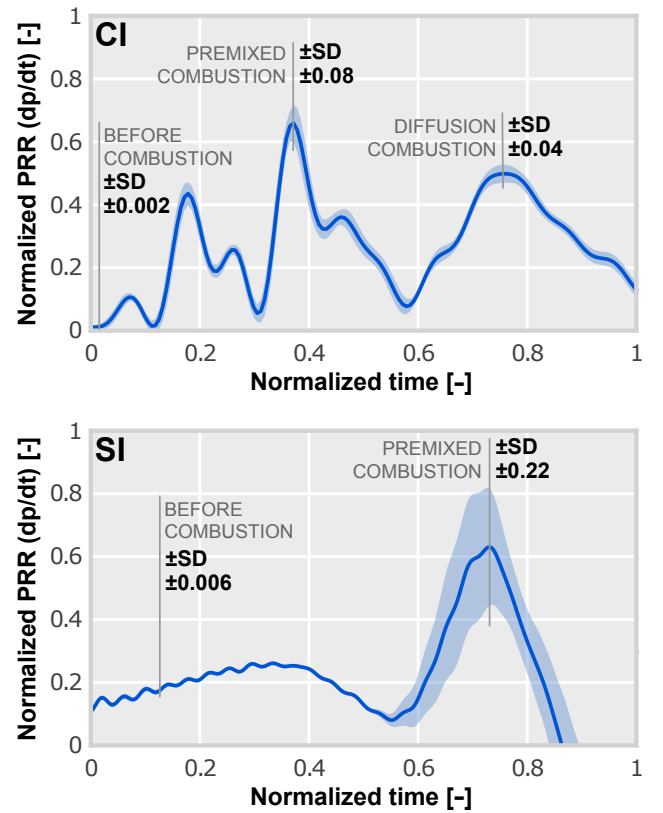 CI
Normalized PRR (dp/dt) [-]
1
0.8
0.6
0.4
0.2
0
BEFORE
COMBUSTION
±SD
±0.002
PREMIXED
COMBUSTION
±SD
±0.08
DIFFUSION
COMBUSTION
±SD
±0.04
0
0.2
0.4
0.6
0.8
1
Normalized time [-]
SI
Normalized PRR (dp/dt) [-]
1
0.8
0.6
0.4
0.2
0
BEFORE
COMBUSTION
±SD
±0.006
PREMIXED
COMBUSTION
±SD
±0.22
0
0.2
0.4
0.6
0.8
1
Normalized time [-]